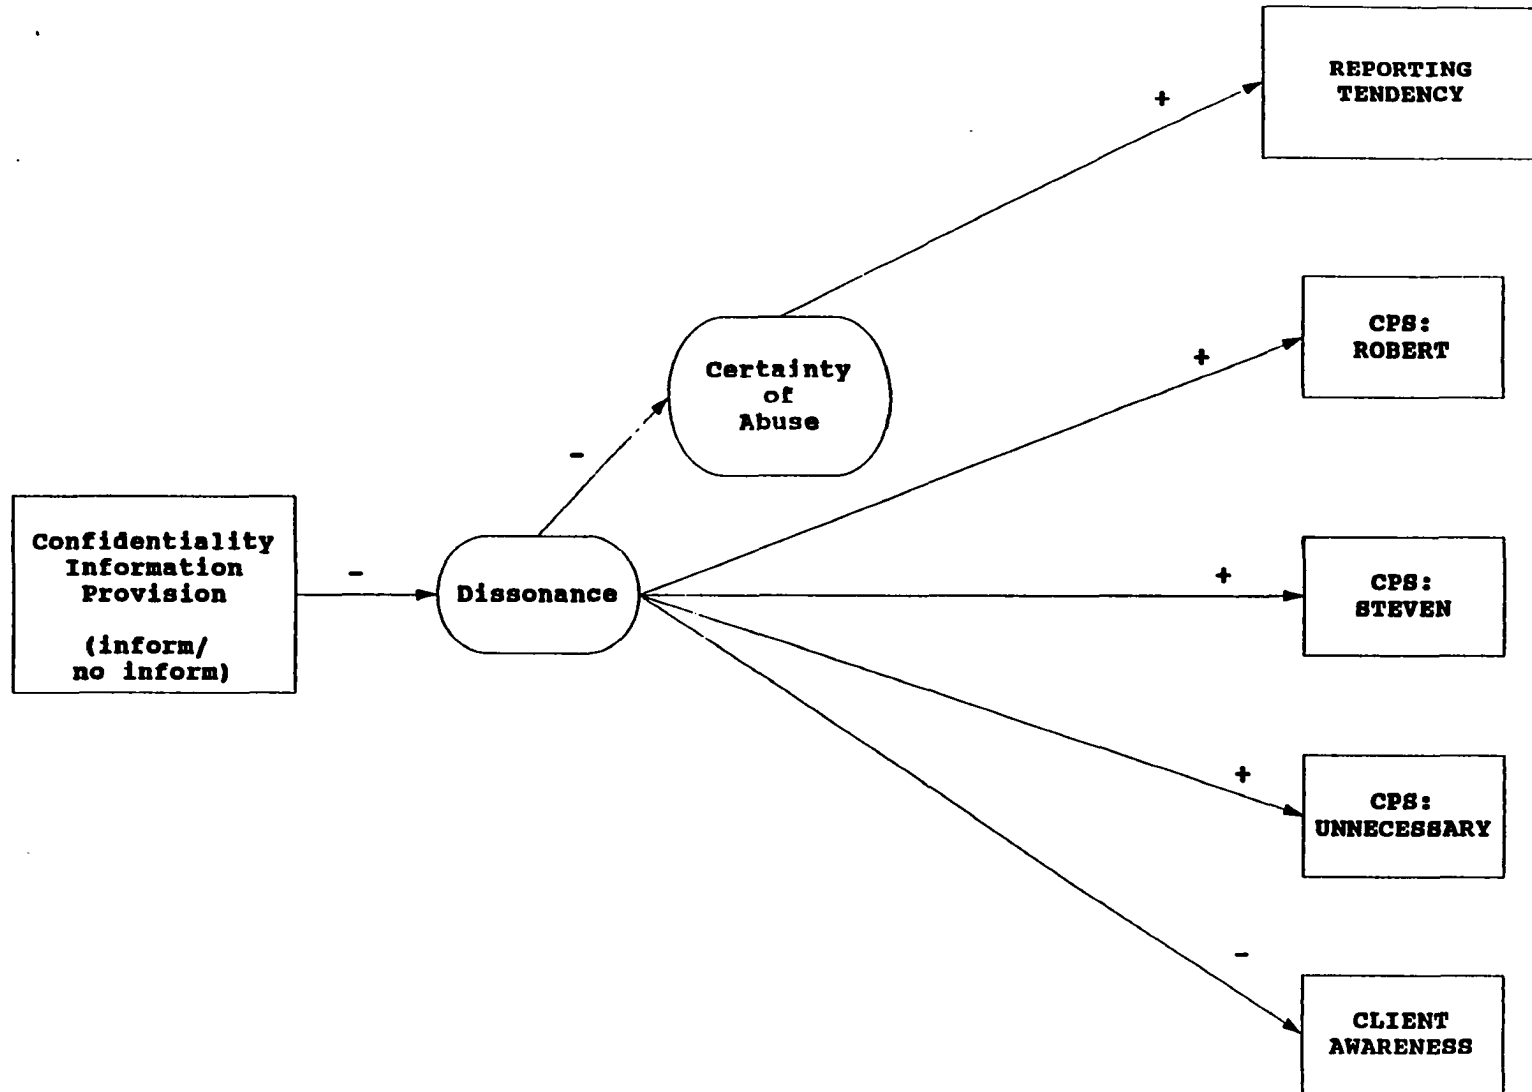 REPORTING
TENDENCY
+
CPS:
ROBERT
+
Certainty
of
Abuse
-
Confidentiality
Information
Provision
(inform/
no inform)
-
Dissonance
+
CPS:
STEVEN
+
CPS:
UNNECESSARY
-
CLIENT
AWARENESS